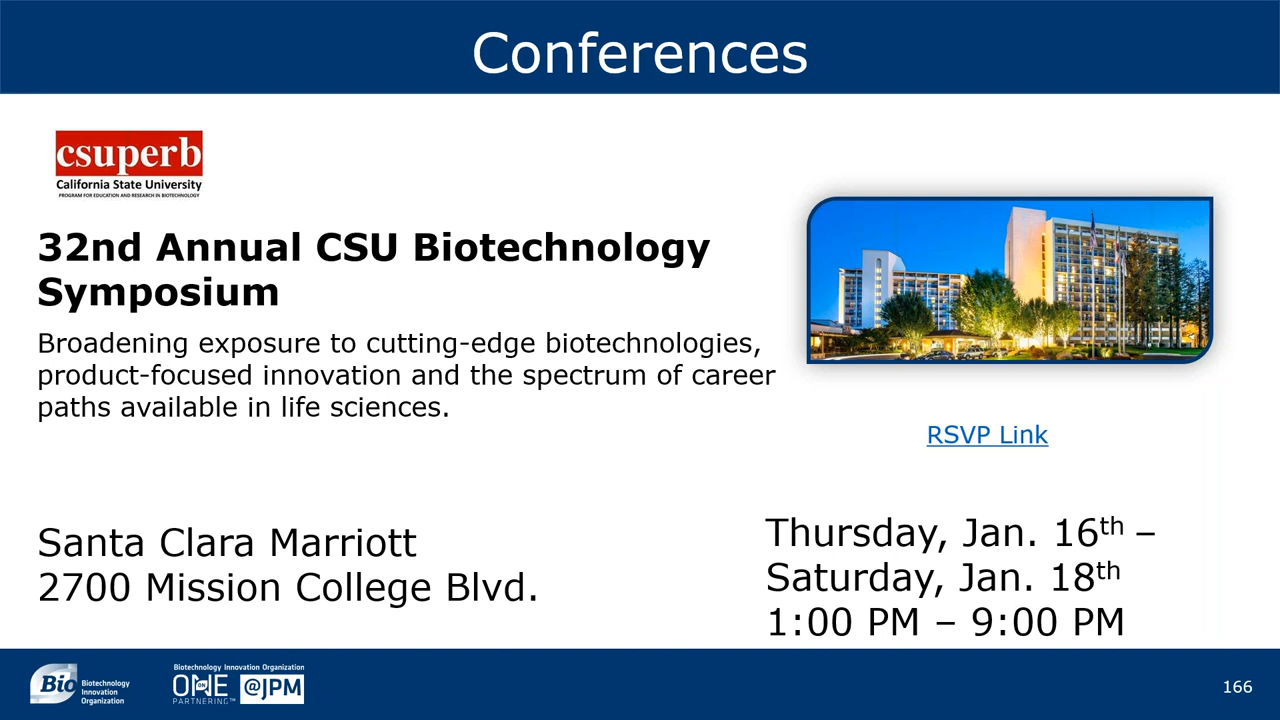 Conferences
csuperb
California State University
PROGRAM FOR EDUCATION AND RESEARCH IN BIOTECHNOLOGY
32nd Annual CSU Biotechnology
Symposium
Broadening exposure to cutting-edge biotechnologies,
product-focused innovation and the spectrum of career
paths available in life sciences.
RSVP Link
Santa Clara Marriott
2700 Mission College Blvd.
Thursday, Jan. 16th –
Saturday, Jan. 18th
1:00 PM – 9:00 PM
Bio
Biotechnology
Innovation
Organization
Biotechnology Innovation Organization
ONE
ON
PARTNERING™
@JPM
166